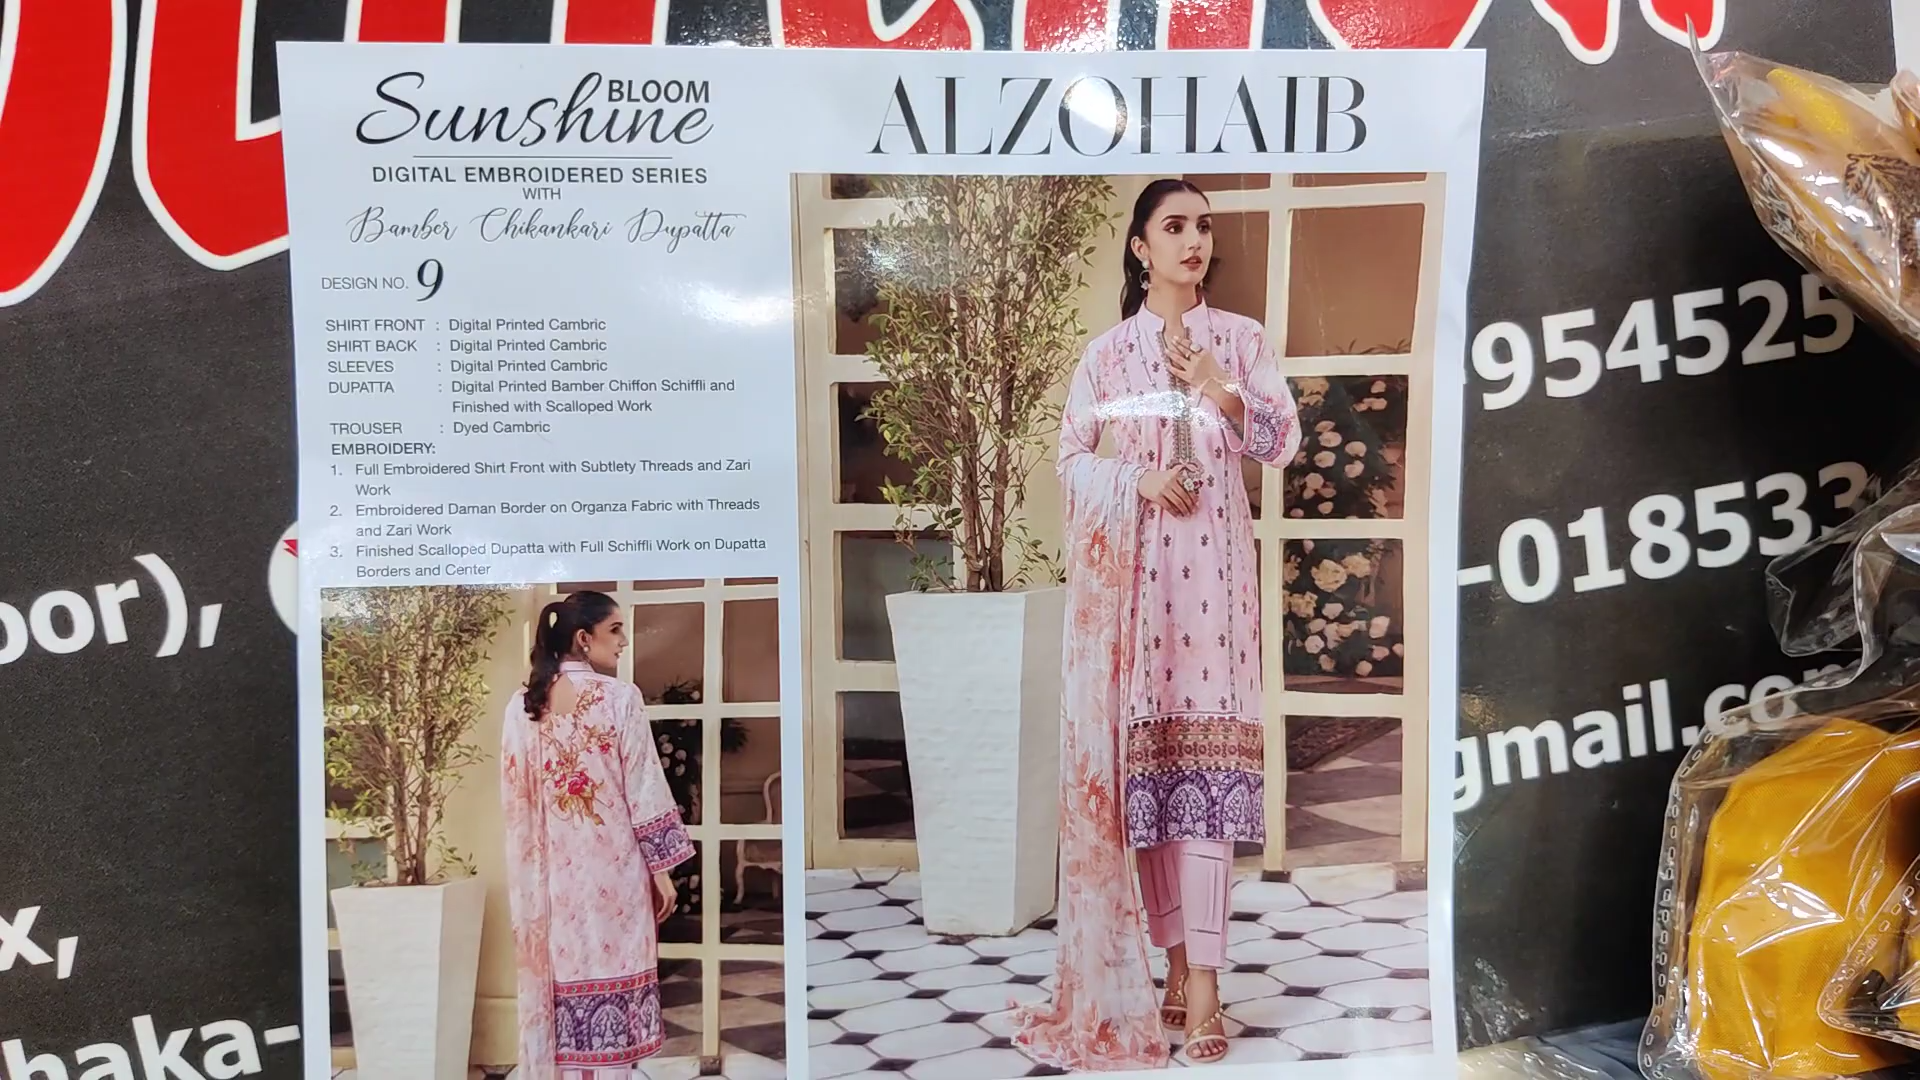 Sunshine BLOOM
DIGITAL EMBROIDERED SERIES
WITH
Bamber Chikankari Dupatta
DESIGN NO. 9
SHIRT FRONT : Digital Printed Cambric
SHIRT BACK : Digital Printed Cambric
SLEEVES : Digital Printed Cambric
DUPATTA : Digital Printed Bamber Chiffon Schiffli and
Finished with Scalloped Work
TROUSER : Dyed Cambric
EMBROIDERY:
1. Full Embroidered Shirt Front with Subtlety Threads and Zari
Work
2. Embroidered Daman Border on Organza Fabric with Threads
and Zari Work
3. Finished Scalloped Dupatta with Full Schiffli Work on Dupatta
Borders and Center
ALZOHAIB
-954525
-018533
gmail.com
oor),
x,
haka-